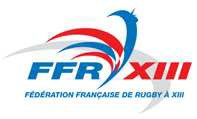 FFR XIII
FÉDÉRATION FRANÇAISE DE RUGBY À XIII